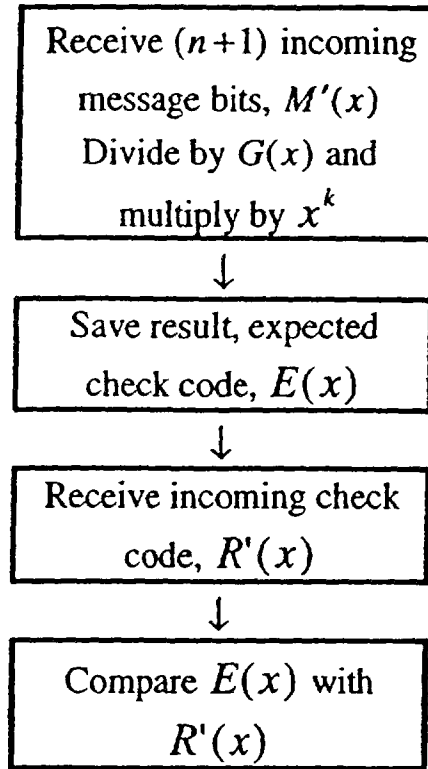 Receive (n+1) incoming
message bits, M'(x)
Divide by G(x) and
multiply by x^k
↓
Save result, expected
check code, E(x)
↓
Receive incoming check
code, R'(x)
↓
Compare E(x) with
R'(x)